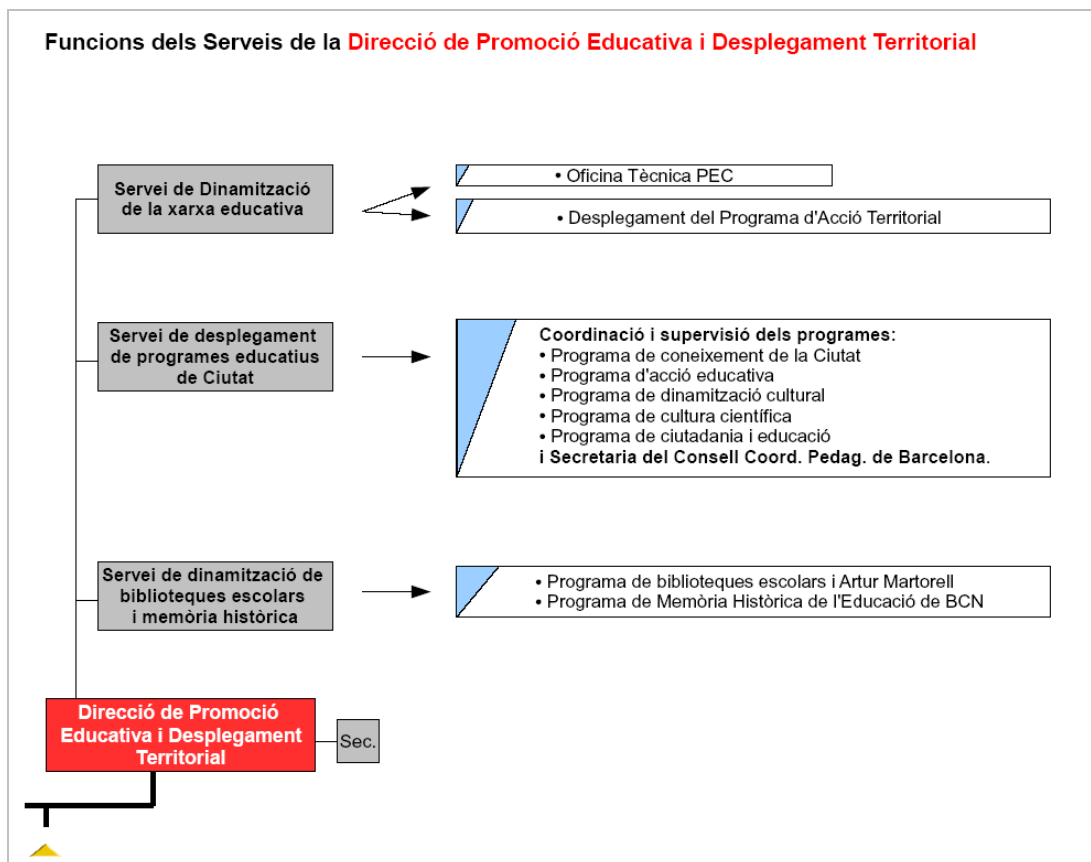 Funcions dels Serveis de la Direcció de Promoció Educativa i Desplegament Territorial
Servei de Dinamització
de la xarxa educativa
• Oficina Tècnica PEC
• Desplegament del Programa d'Acció Territorial
Servei de desplegament
de programes educatius
de Ciutat
Coordinació i supervisió dels programes:
• Programa de coneixement de la Ciutat
• Programa d'acció educativa
• Programa de dinamització cultural
• Programa de cultura científica
• Programa de ciutadania i educació
i Secretaria del Consell Coord. Pedag. de Barcelona.
Servei de dinamització de
biblioteques escolars
i memòria històrica
• Programa de biblioteques escolars i Artur Martorell
• Programa de Memòria Històrica de l'Educació de BCN
Direcció de Promoció
Educativa i Desplegament
Territorial
Sec.